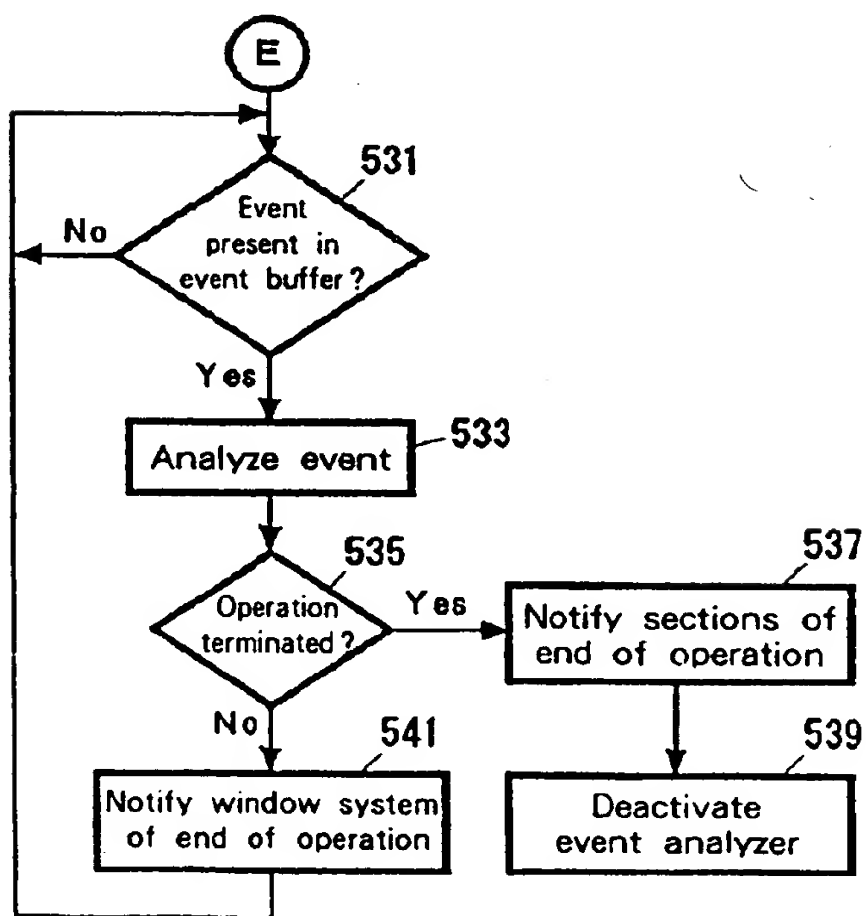 E
531
Event
present in
event buffer?
No
Yes
533
Analyze event
535
Operation
terminated?
Yes
537
Notify sections of
end of operation
No
541
Notify window system
of end of operation
539
Deactivate
event analyzer